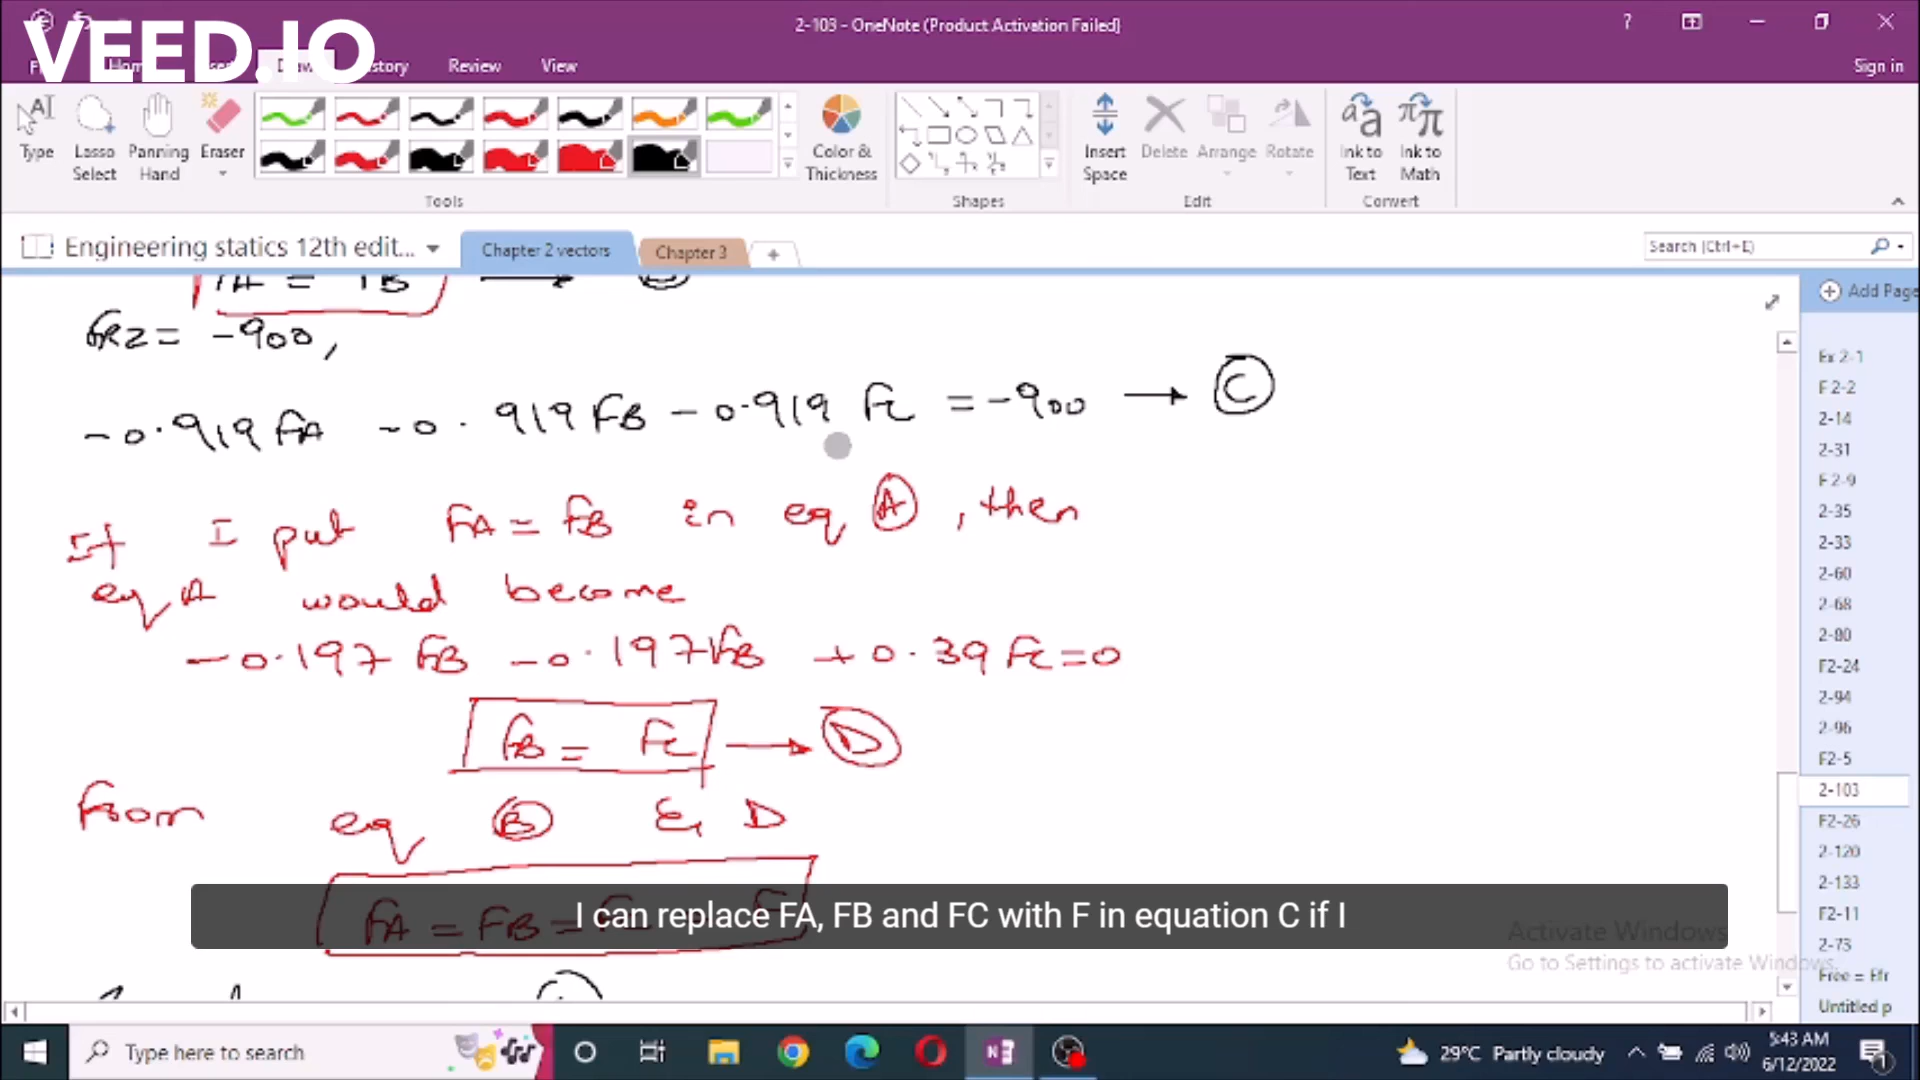 2-103 - OneNote (Product Activation Failed)
VEED.IO
Review
View
Sign in
Type
Lasso Select
Panning Hand
Eraser
Color & Thickness
Insert Space
Delete
Arrange
Rotate
Ink to Text
Ink to Math
Tools
Shapes
Edit
Convert
Engineering statics 12th edit...
Chapter 2 vectors
Chapter 3
Search (Ctrl+E)
Add Page
FA = FB
FRZ = -900,
-0.919 FA -0.919 FB - 0.919 FC = -900 → C
If I put FA = FB in eq A, then
eq A would become
-0.197 FB -0.197 FB + 0.39 FC = 0
FB = FC → D
From eq B & D
FA = FB =
I can replace FA, FB and FC with F in equation C if I
Ex 2-1
F 2-2
2-14
2-31
F 2-9
2-35
2-33
2-60
2-68
2-80
F2-24
2-94
2-96
F2-5
2-103
F2-26
2-120
2-133
F2-11
2-73
Free = Efr
Untitled p
Activate Windows
Go to Settings to activate Windows.
Type here to search
29°C Partly cloudy
5:43 AM
6/12/2022